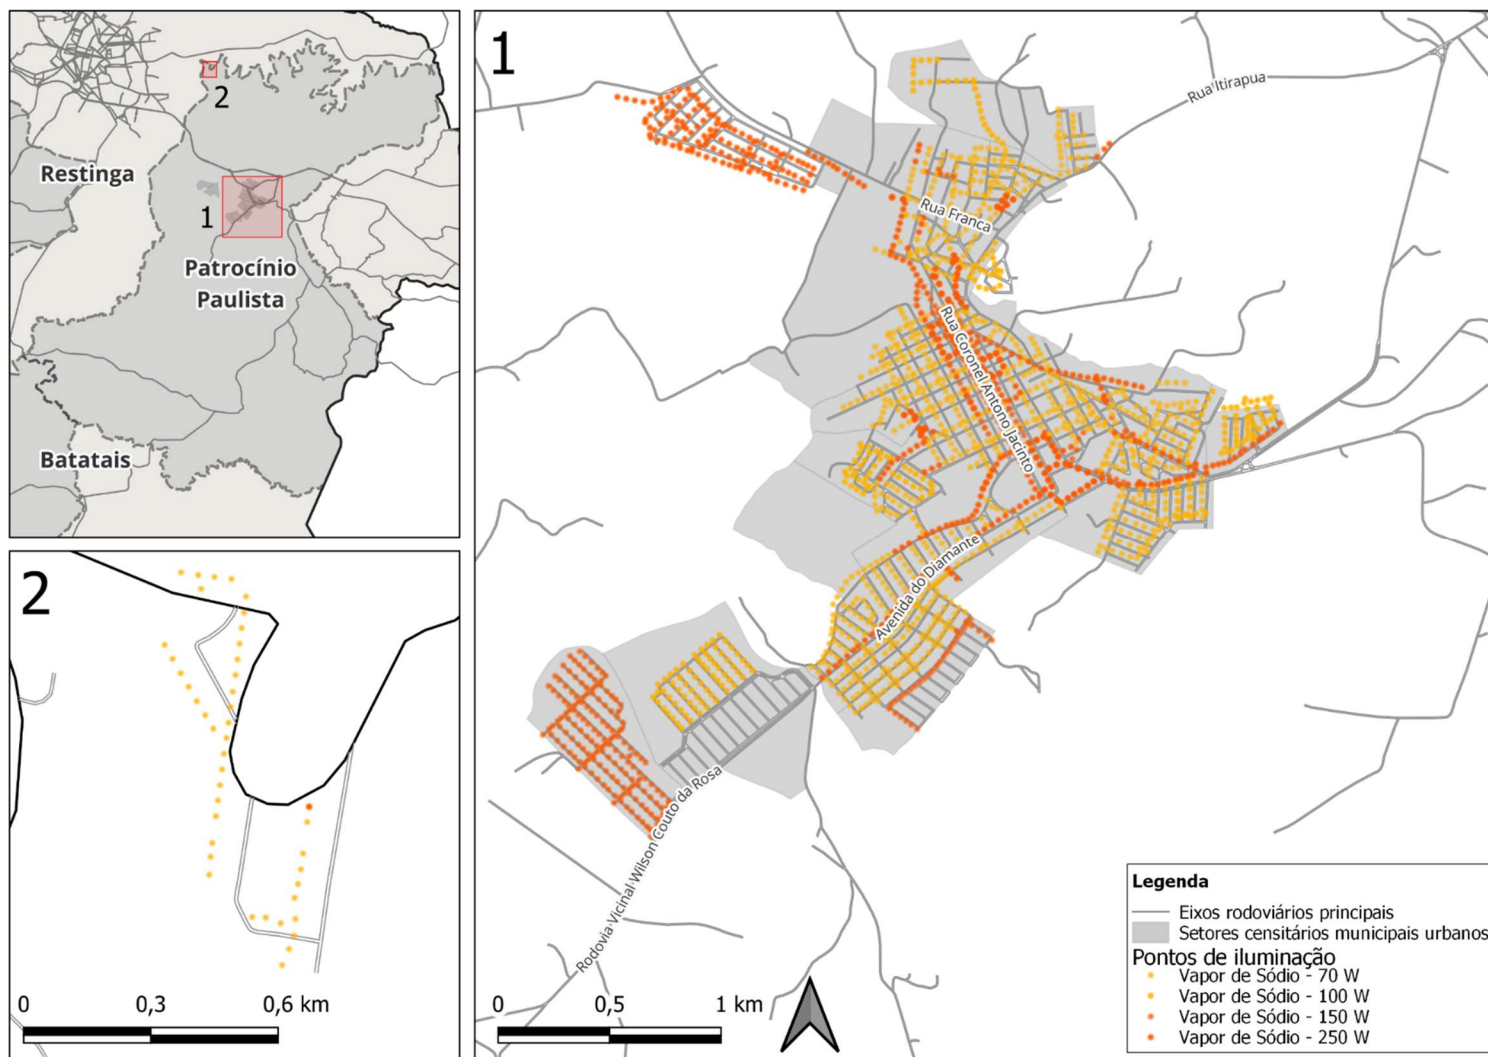 2
Restinga
1
Patrocínio
Paulista
Batatais
2
0 0,3 0,6 km
1
Rua Itirapua
Rua Franca
Rua Coronel Antono Jacinto
Avenida do Diamante
Rodovia Vicinal Wilson Couto da Rosa
0 0,5 1 km
Legenda
Eixos rodoviários principais
Setores censitários municipais urbanos
Pontos de iluminação
Vapor de Sódio - 70 W
Vapor de Sódio - 100 W
Vapor de Sódio - 150 W
Vapor de Sódio - 250 W